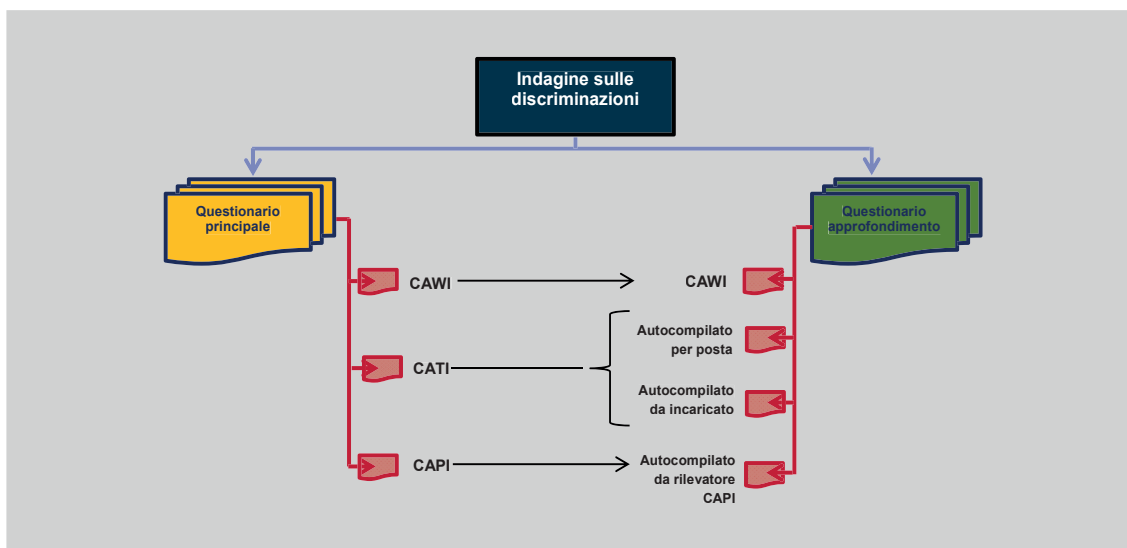 Indagine sulle
discriminazioni
Questionario
principale
Questionario
approfondimento
CAWI
CAWI
Autocompilato
per posta
CATI
Autocompilato
da incaricato
CAPI
Autocompilato
da rilevatore
CAPI